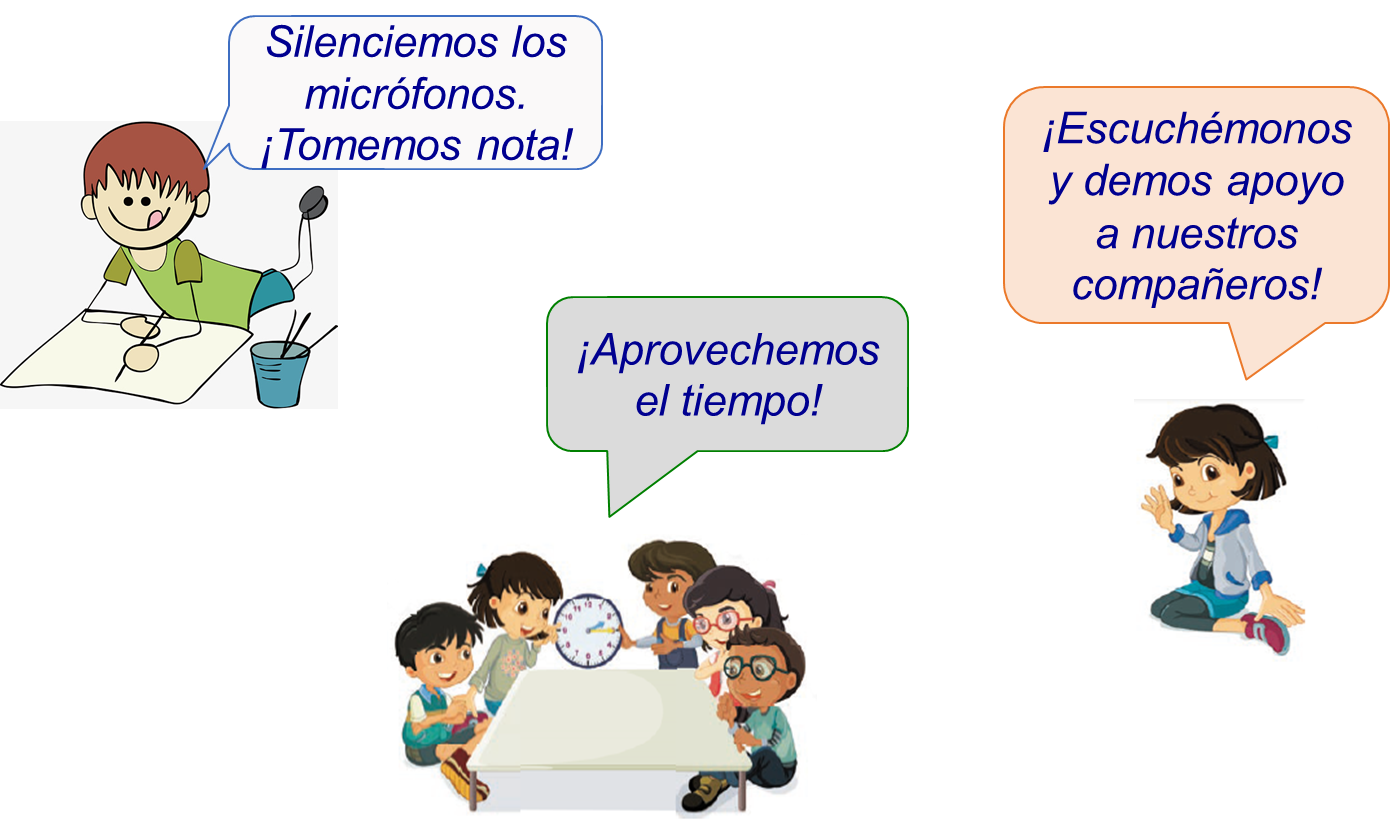 Silenciemos los
micrófonos.
¡Tomemos nota!
¡Escuchémonos
y demos apoyo
a nuestros
compañeros!
¡Aprovechemos
el tiempo!